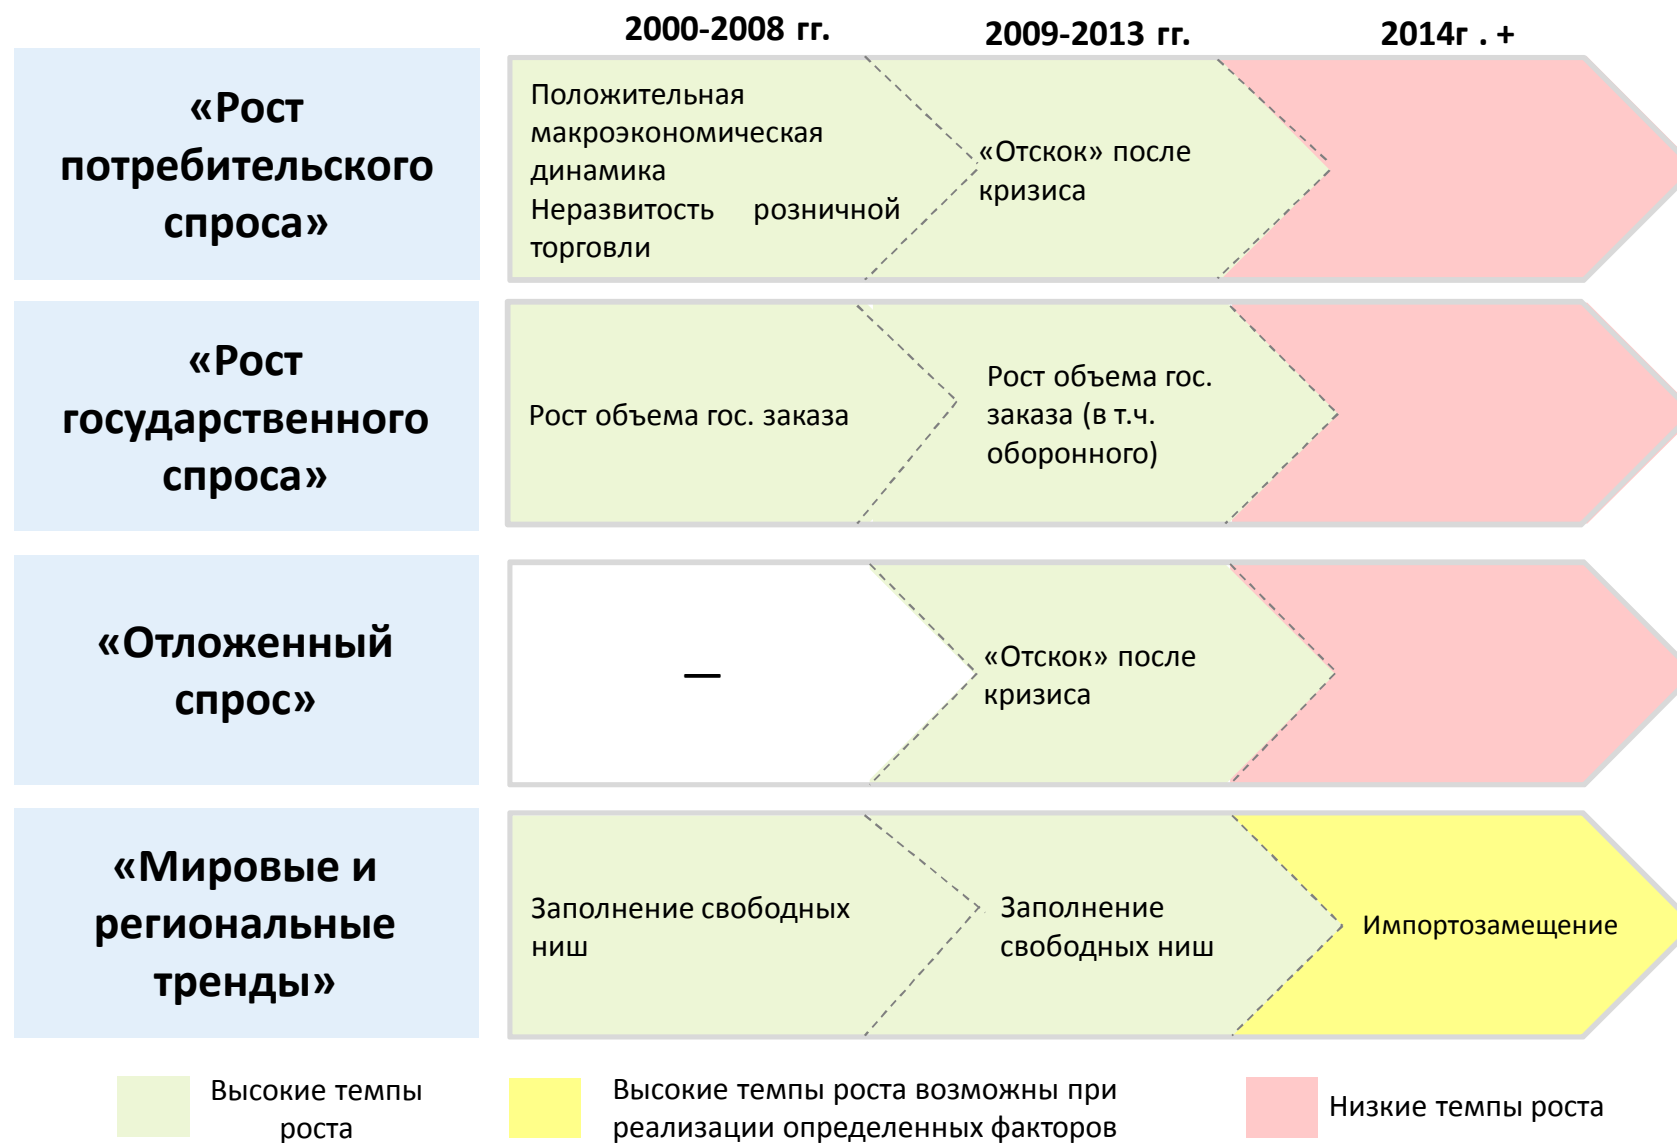 2000-2008 гг.
2009-2013 гг.
2014г . +
«Рост
потребительского
спроса»
Положительная
макроэкономическая
динамика
Неразвитость розничной
торговли
«Отскок» после
кризиса
«Рост
государственного
спроса»
Рост объема гос. заказа
Рост объема гос.
заказа (в т.ч.
оборонного)
«Отложенный
спрос»
—
«Отскок» после
кризиса
«Мировые и
региональные
тренды»
Заполнение свободных
ниш
Заполнение
свободных ниш
Импортозамещение
Высокие темпы
роста
Высокие темпы роста возможны при
реализации определенных факторов
Низкие темпы роста